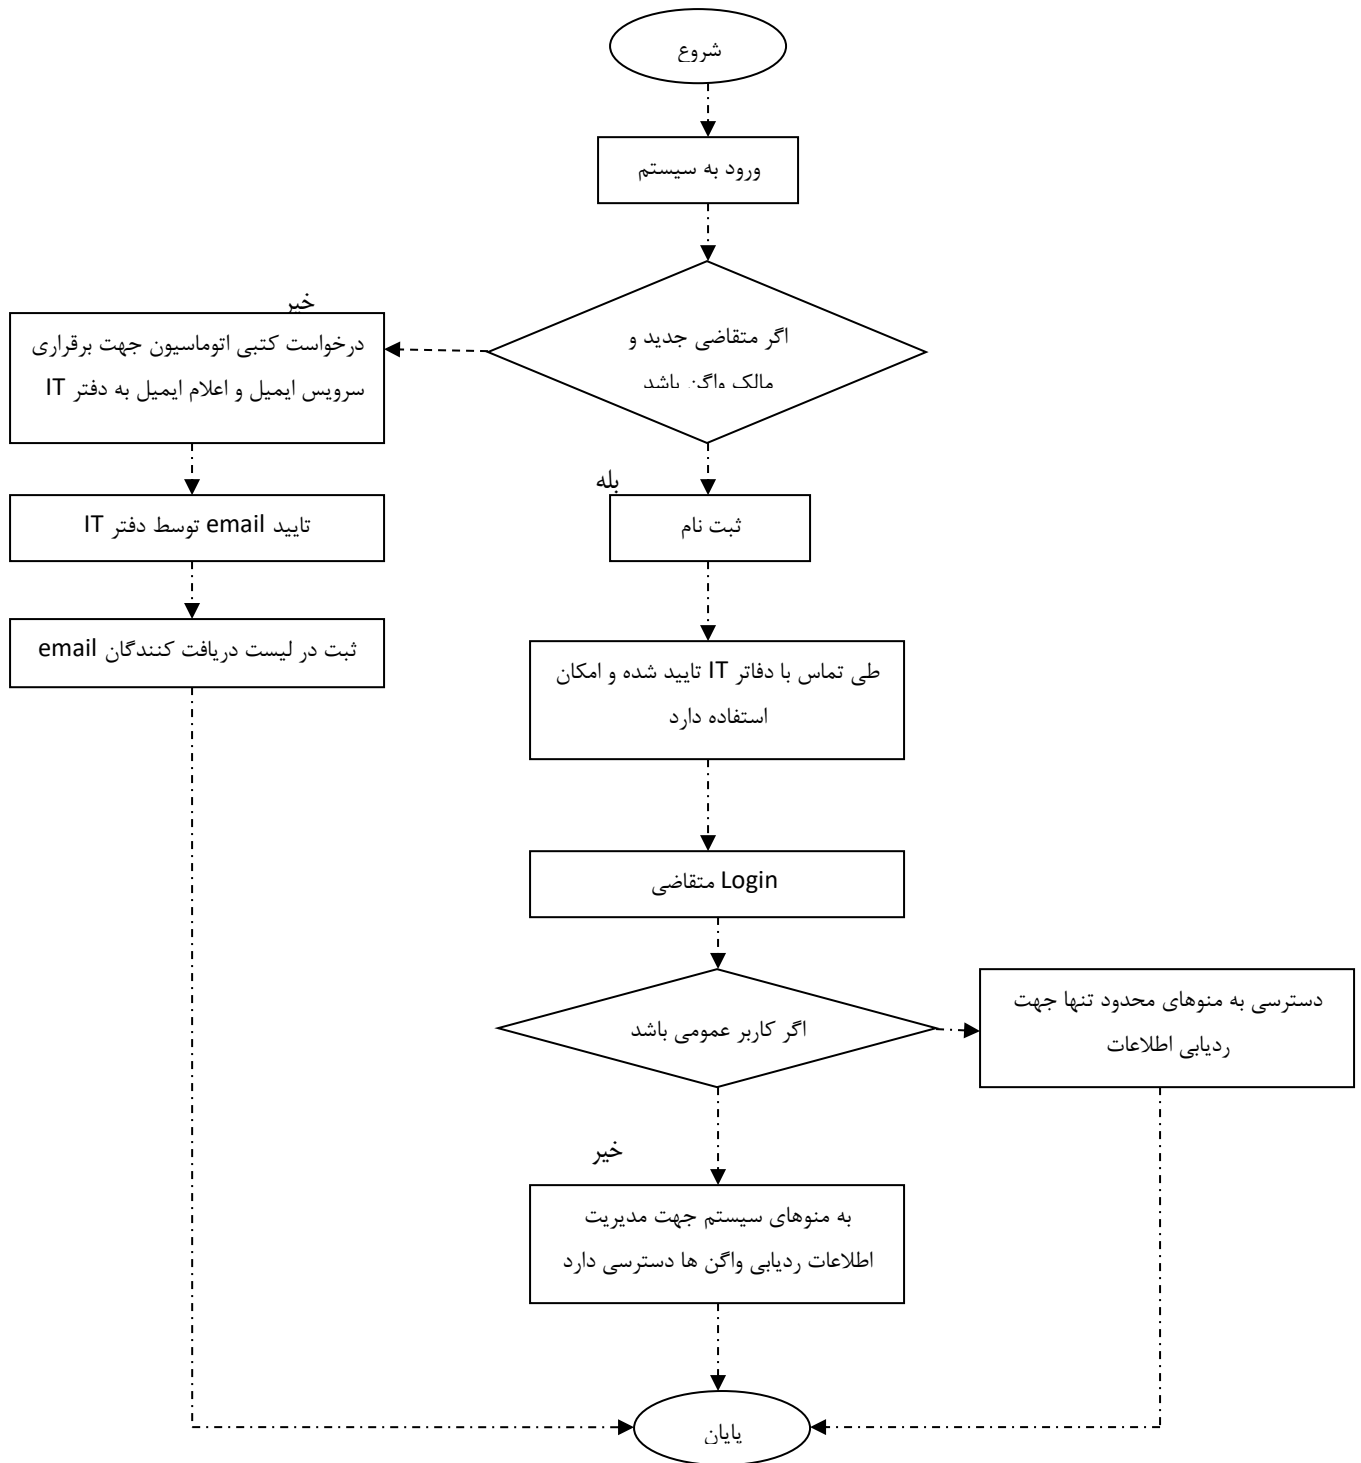 شروع
ورود به سیستم
اگر متقاضی جدید و
مالک واگن باشد
خیر
درخواست کتبی اتوماسیون جهت برقراری
سرویس ایمیل و اعلام ایمیل به دفتر IT
تایید email توسط دفتر IT
ثبت در لیست دریافت کنندگان email
بله
ثبت نام
طی تماس با دفاتر IT تایید شده و امکان
استفاده دارد
Login متقاضی
اگر کاربر عمومی باشد
دسترسی به منوهای محدود تنها جهت
ردیابی اطلاعات
خیر
به منوهای سیستم جهت مدیریت
اطلاعات ردیابی واگن ها دسترسی دارد
پایان